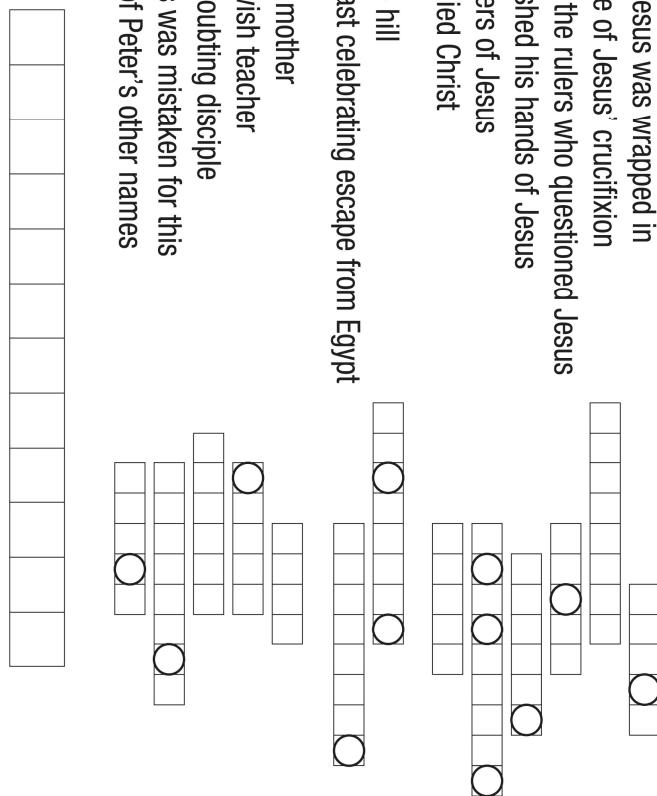 esus was wrapped in
e of Jesus' crucifixion
the rulers who questioned Jesus
shed his hands of Jesus
ers of Jesus
ied Christ
hill
ast celebrating escape from Egypt
mother
vish teacher
oubting disciple
s was mistaken for this
of Peter's other names